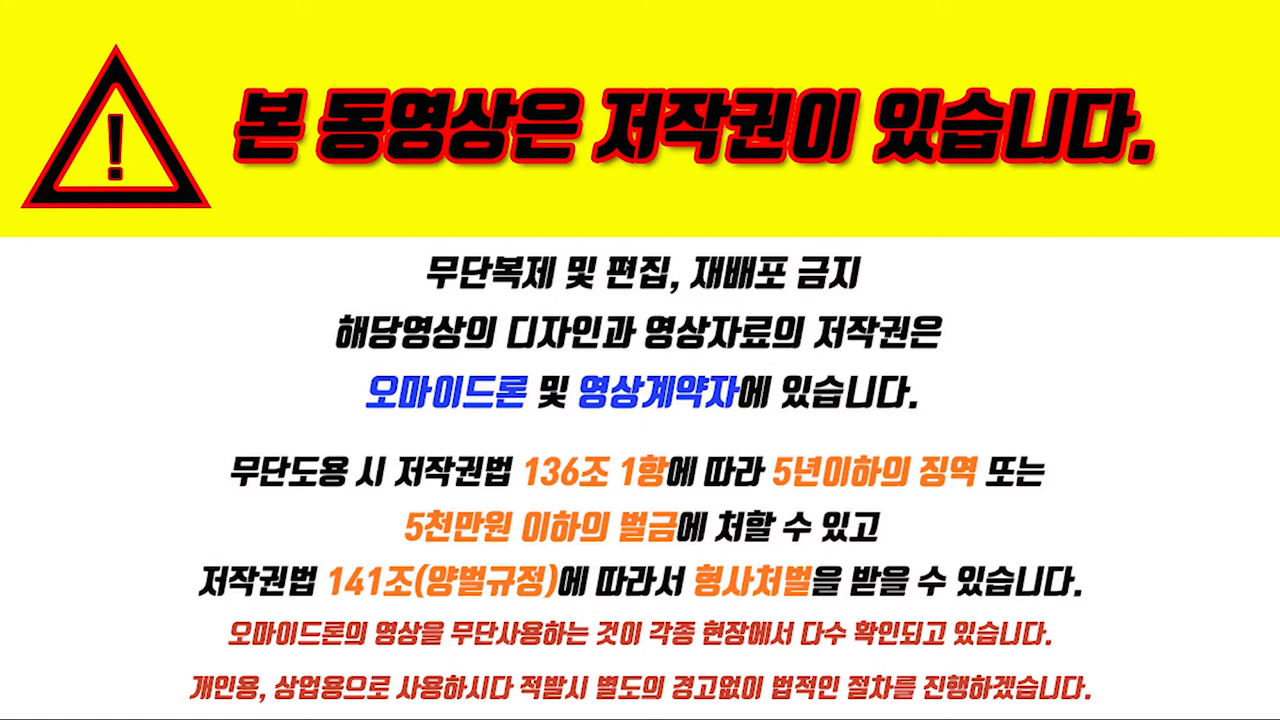 본 동영상은 저작권이 있습니다.
무단복제 및 편집, 재배포 금지
해당영상의 디자인과 영상자료의 저작권은
오마이드론 및 영상계약자에 있습니다.
무단도용 시 저작권법 136조 1항에 따라 5년이하의 징역 또는
5천만원 이하의 벌금에 처할 수 있고
저작권법 141조(양벌규정)에 따라서 형사처벌을 받을 수 있습니다.
오마이드론의 영상을 무단사용하는 것이 각종 현장에서 다수 확인되고 있습니다.
개인용, 상업용으로 사용하시다 적발시 별도의 경고없이 법적인 절차를 진행하겠습니다.